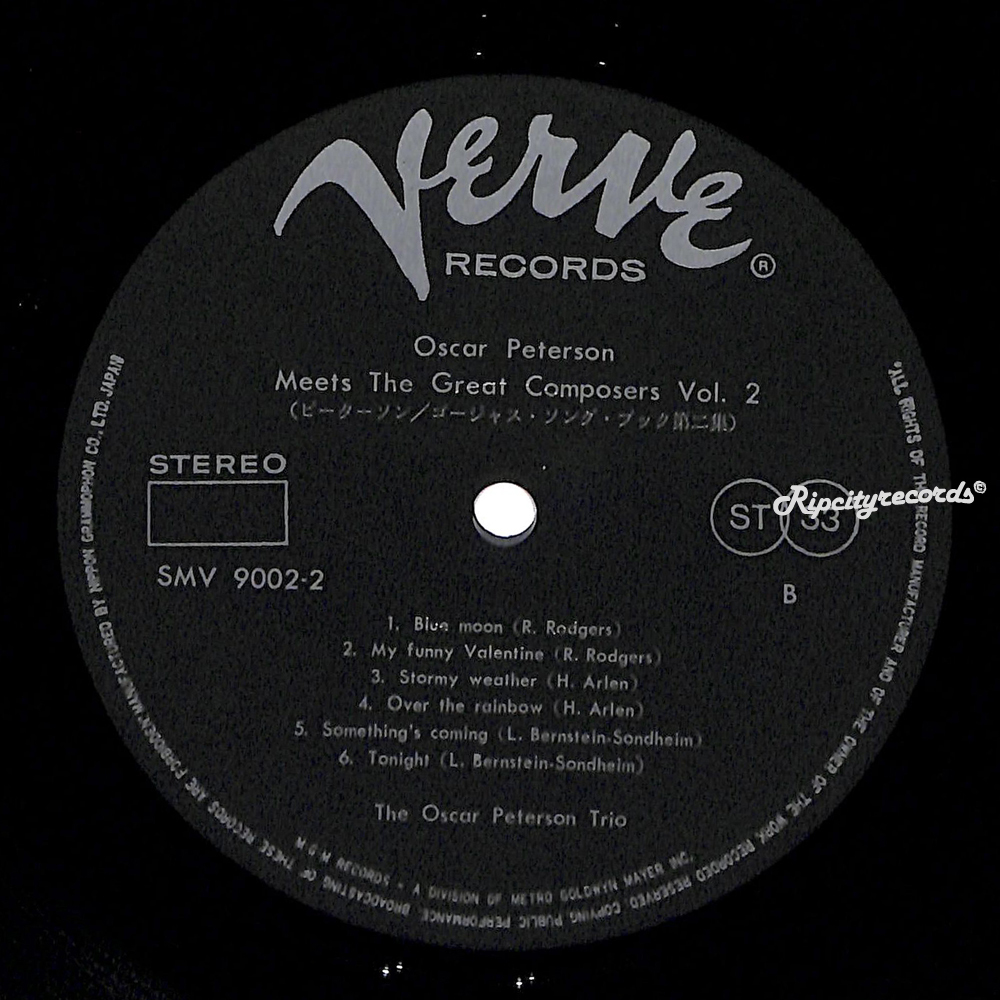 Verve
RECORDS ®
Oscar Peterson
Meets The Great Composers Vol. 2
(ピーターソン/ゴージャス・ソング・ブック第二集)
STEREO
SMV 9002-2
ST 33
B
1. Blue moon (R. Rodgers)
2. My funny Valentine (R. Rodgers)
3. Stormy weather (H. Arlen)
4. Over the rainbow (H. Arlen)
5. Something's coming (L. Bernstein-Sondheim)
6. Tonight (L. Bernstein-Sondheim)
The Oscar Peterson Trio
M G M RECORDS - A DIVISION OF METRO GOLDWYN MAYER INC.
"ALL RIGHTS OF THE RECORD MANUFACTURER AND OF THE OWNER OF THE WORK RECORDED RESERVED. COPYING PUBLIC PERFORMANCE, BROADCASTING OF THESE RECORDS ARE FORBIDDEN" MANUFACTURED BY NIPPON GRAMMOPHON CO., LTD. JAPAN
Ripcityrecords©